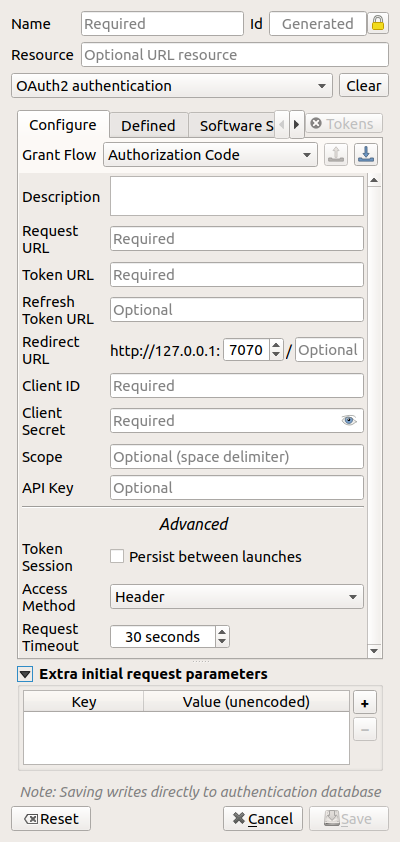 Name Required Id Generated
Resource Optional URL resource
OAuth2 authentication Clear
Configure Defined Software S Tokens
Grant Flow Authorization Code
Description
Request
URL Required
Token URL Required
Refresh
Token URL Optional
Redirect
URL http://127.0.0.1: 7070 / Optional
Client ID Required
Client
Secret Required
Scope Optional (space delimiter)
API Key Optional
Advanced
Token
Session Persist between launches
Access
Method Header
Request
Timeout 30 seconds
Extra initial request parameters
Key Value (unencoded)
Note: Saving writes directly to authentication database
Reset Cancel Save